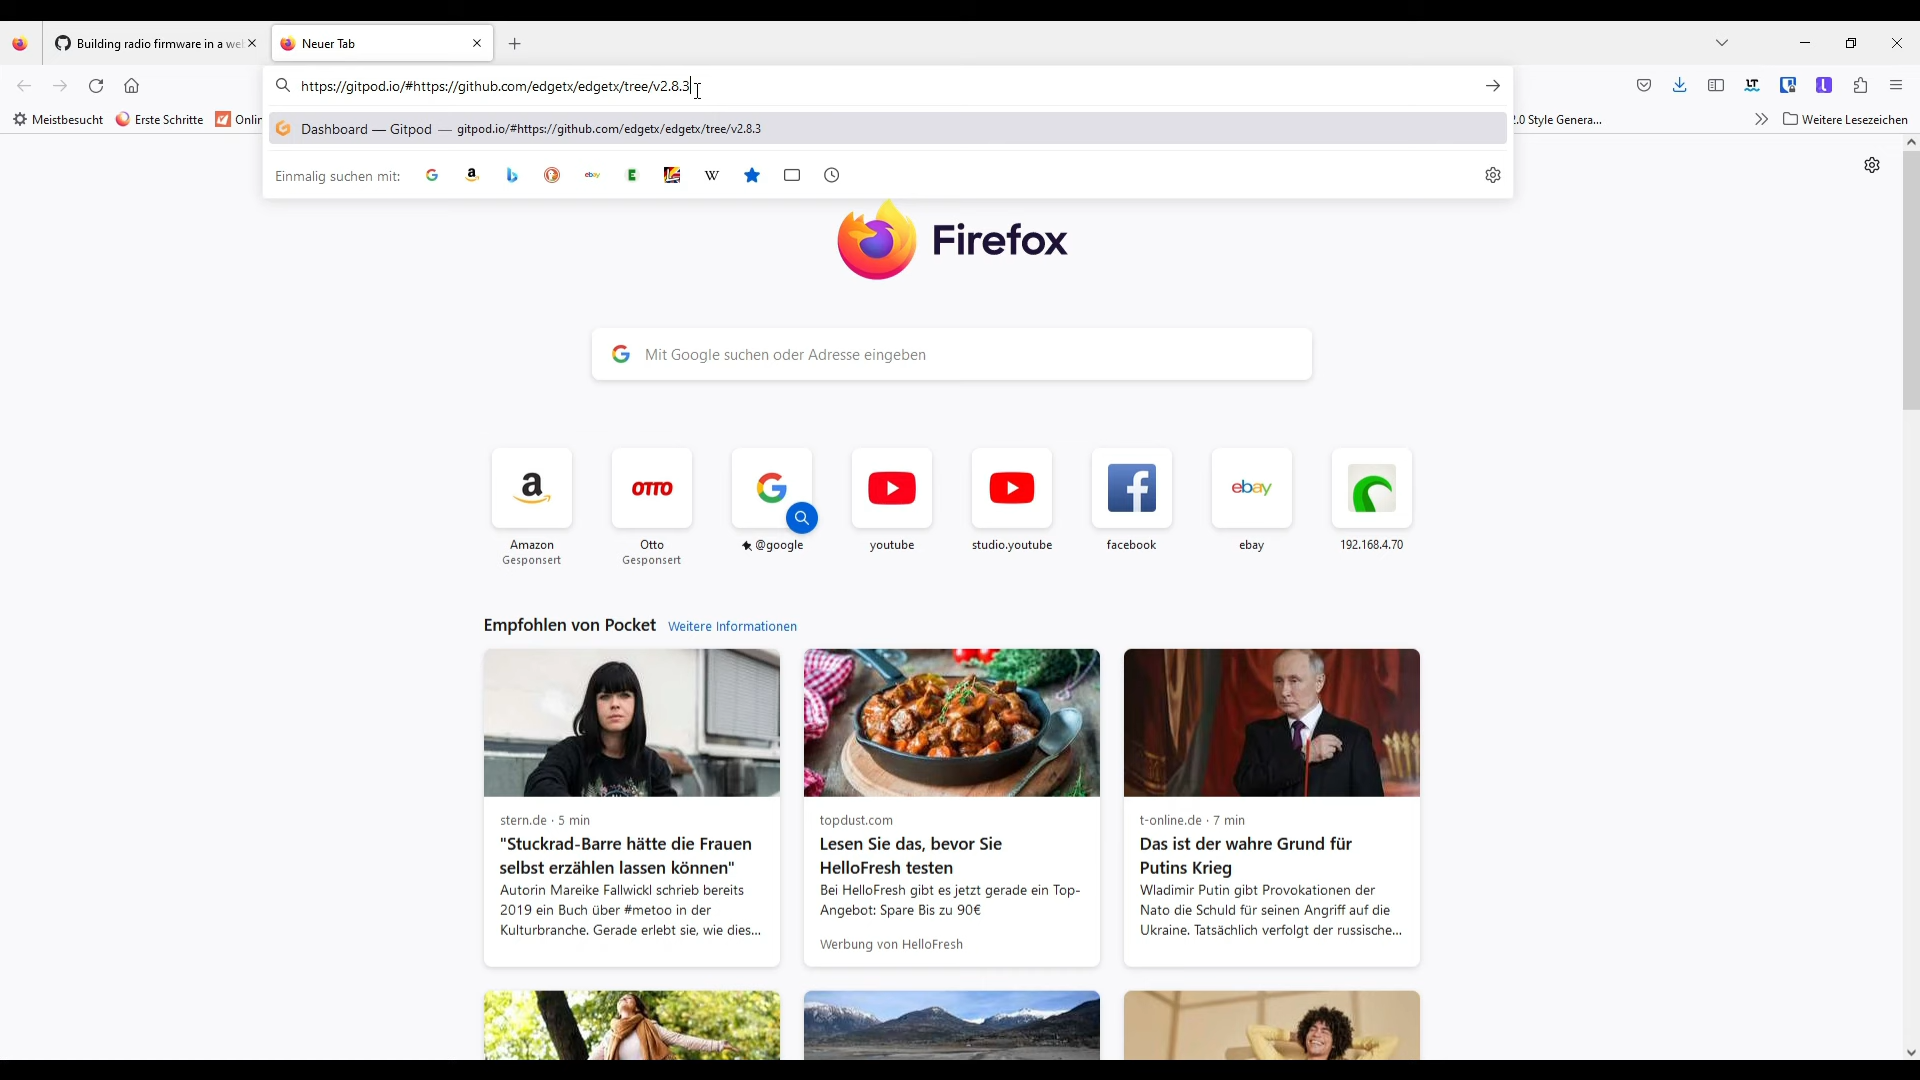 Building radio firmware in a we
Neuer Tab
https://gitpod.io/#https://github.com/edgetx/edgetx/tree/v2.8.3
Meistbesucht
Erste Schritte
Onlin
Dashboard — Gitpod — gitpod.io/#https://github.com/edgetx/edgetx/tree/v2.8.3
.0 Style Genera...
Weitere Lesezeichen
Einmalig suchen mit:
Firefox
Mit Google suchen oder Adresse eingeben
OTTO
ebay
Amazon
Gesponsert
Otto
Gesponsert
@google
youtube
studio.youtube
facebook
ebay
192.168.4.70
Empfohlen von Pocket Weitere Informationen
stern.de · 5 min
"Stuckrad-Barre hätte die Frauen
selbst erzählen lassen können"
Autorin Mareike Fallwickl schrieb bereits
2019 ein Buch über #metoo in der
Kulturbranche. Gerade erlebt sie, wie dies...
topdust.com
Lesen Sie das, bevor Sie
HelloFresh testen
Bei HelloFresh gibt es jetzt gerade ein Top-
Angebot: Spare Bis zu 90€
Werbung von HelloFresh
t-online.de · 7 min
Das ist der wahre Grund für
Putins Krieg
Wladimir Putin gibt Provokationen der
Nato die Schuld für seinen Angriff auf die
Ukraine. Tatsächlich verfolgt der russische...